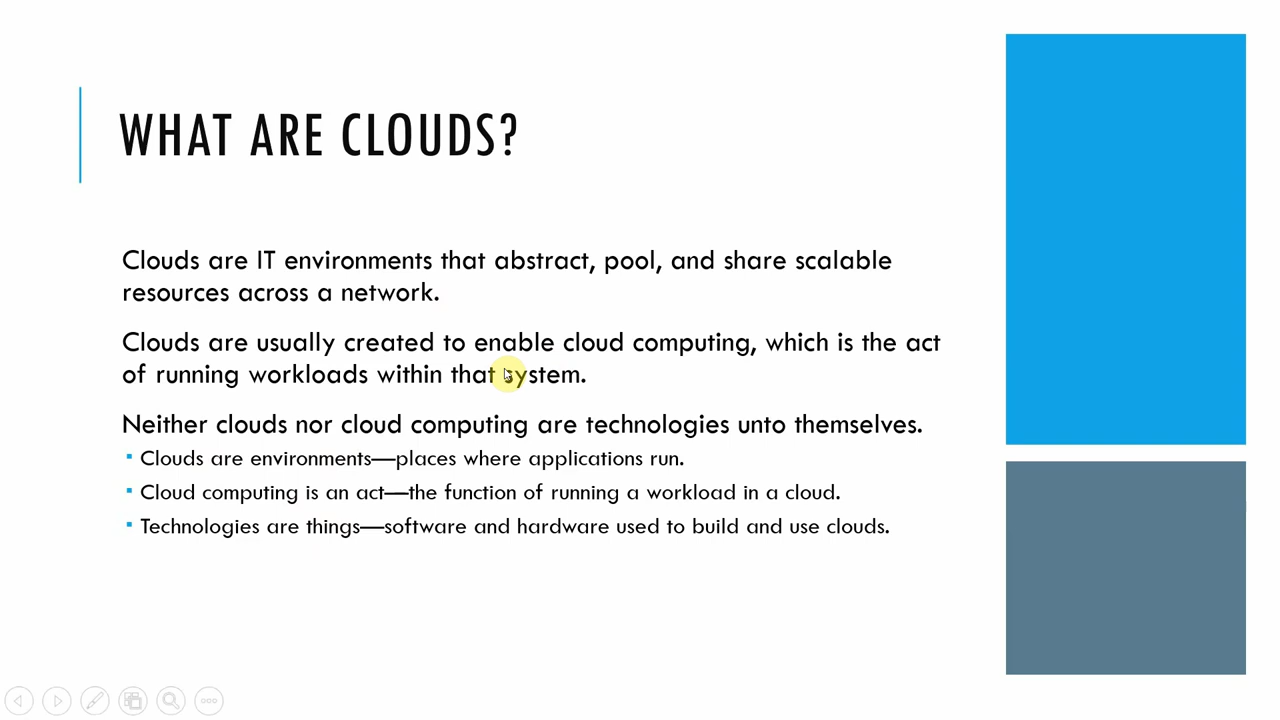 WHAT ARE CLOUDS?
Clouds are IT environments that abstract, pool, and share scalable
resources across a network.
Clouds are usually created to enable cloud computing, which is the act
of running workloads within that system.
Neither clouds nor cloud computing are technologies unto themselves.
Clouds are environments—places where applications run.
Cloud computing is an act—the function of running a workload in a cloud.
Technologies are things—software and hardware used to build and use clouds.